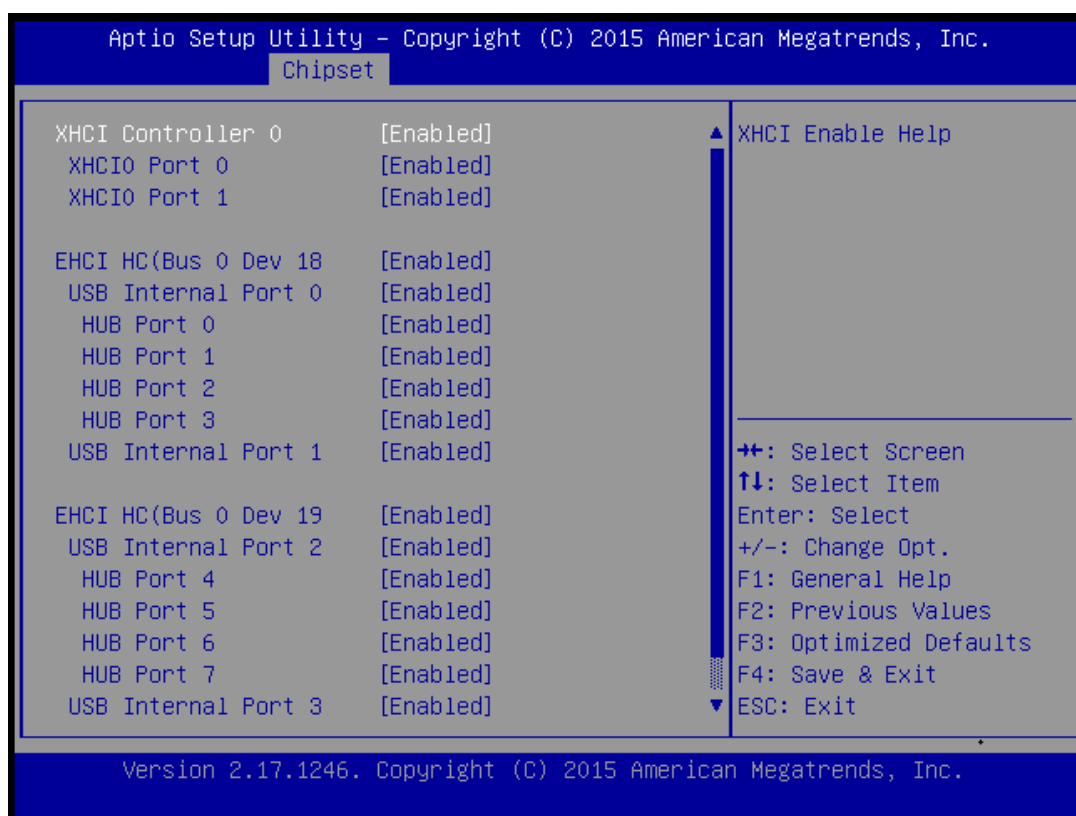 Aptio Setup Utility – Copyright (C) 2015 American Megatrends, Inc.
Chipset
XHCI Controller 0 [Enabled]
XHCI0 Port 0 [Enabled]
XHCI0 Port 1 [Enabled]
EHCI HC(Bus 0 Dev 18 [Enabled]
USB Internal Port 0 [Enabled]
HUB Port 0 [Enabled]
HUB Port 1 [Enabled]
HUB Port 2 [Enabled]
HUB Port 3 [Enabled]
USB Internal Port 1 [Enabled]
EHCI HC(Bus 0 Dev 19 [Enabled]
USB Internal Port 2 [Enabled]
HUB Port 4 [Enabled]
HUB Port 5 [Enabled]
HUB Port 6 [Enabled]
HUB Port 7 [Enabled]
USB Internal Port 3 [Enabled]
XHCI Enable Help
→←: Select Screen
↑↓: Select Item
Enter: Select
+/-: Change Opt.
F1: General Help
F2: Previous Values
F3: Optimized Defaults
F4: Save & Exit
ESC: Exit
Version 2.17.1246. Copyright (C) 2015 American Megatrends, Inc.